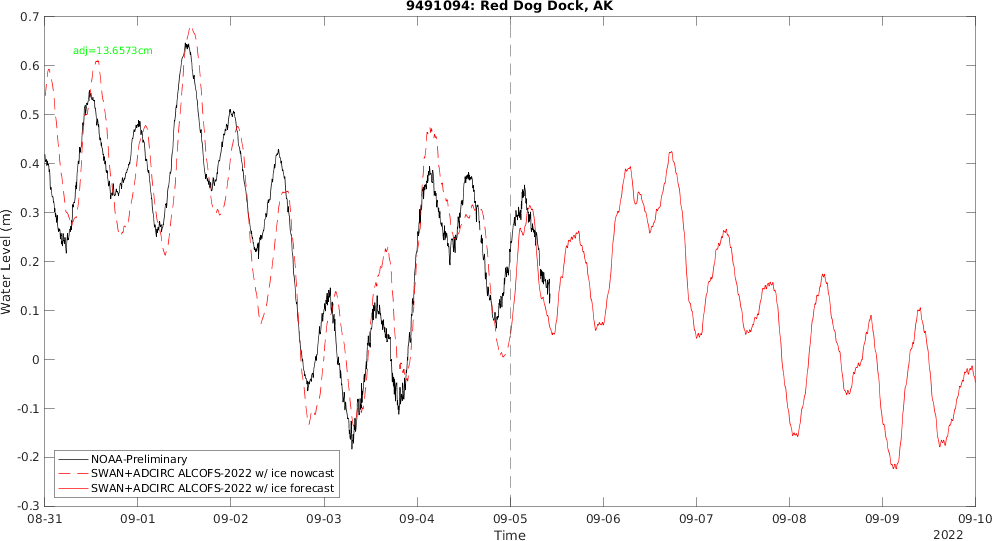 9491094: Red Dog Dock, AK
adj=13.6573cm
Water Level (m)
0.7
0.6
0.5
0.4
0.3
0.2
0.1
0
-0.1
-0.2
-0.3
NOAA-Preliminary
SWAN+ADCIRC ALCOFS-2022 w/ ice nowcast
SWAN+ADCIRC ALCOFS-2022 w/ ice forecast
08-31 09-01 09-02 09-03 09-04 09-05 09-06 09-07 09-08 09-09 09-10
Time
2022